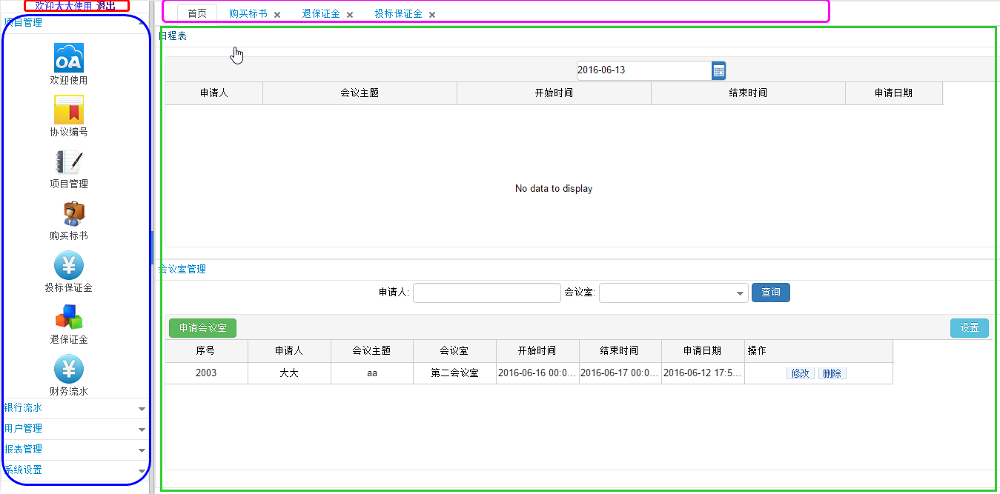 欢迎大大使用 退出
项目管理
欢迎使用
协议编号
项目管理
购买标书
投标保证金
退保证金
财务流水
银行流水
用户管理
报表管理
系统设置
首页 购买标书 退保证金 投标保证金
日程表
2016-06-13
申请人 会议主题 开始时间 结束时间 申请日期
No data to display
会议室管理
申请人: 会议室: 查询
申请会议室 设置
序号 申请人 会议主题 会议室 开始时间 结束时间 申请日期 操作
2003 大大 aa 第二会议室 2016-06-16 00:0... 2016-06-17 00:0... 2016-06-12 17:5... 修改 删除
OA